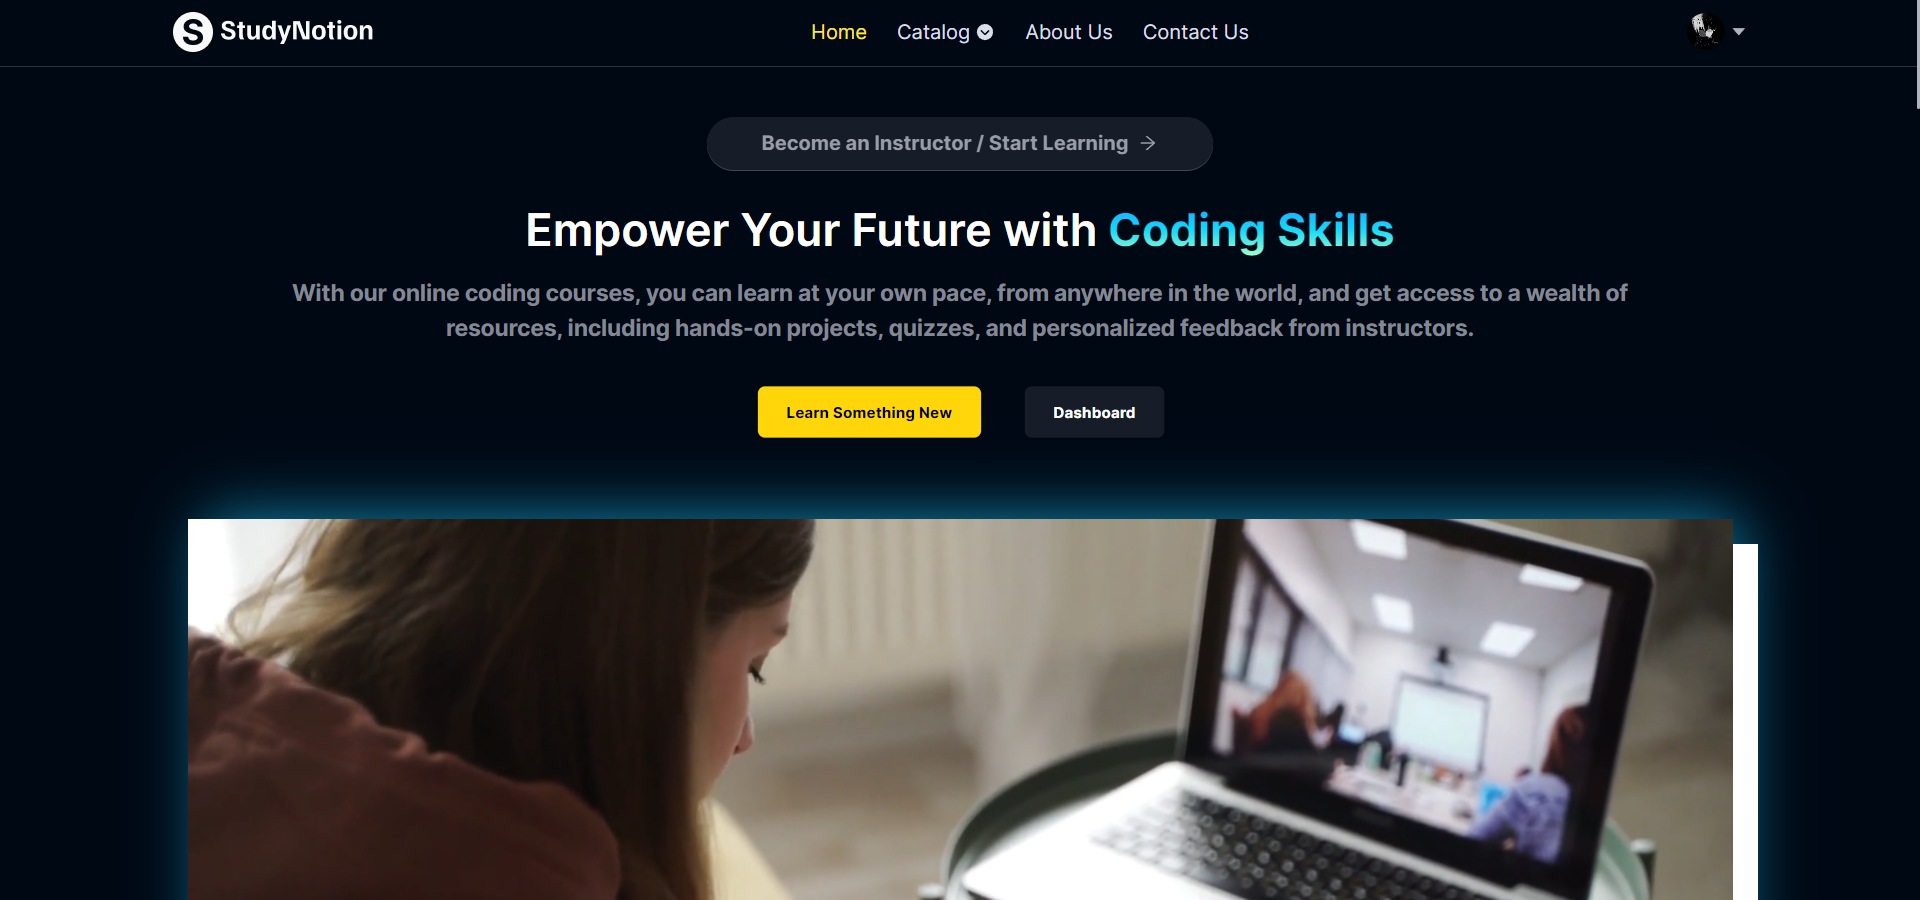 S StudyNotion
Home Catalog About Us Contact Us
Become an Instructor / Start Learning →
Empower Your Future with Coding Skills
With our online coding courses, you can learn at your own pace, from anywhere in the world, and get access to a wealth of
resources, including hands-on projects, quizzes, and personalized feedback from instructors.
Learn Something New
Dashboard